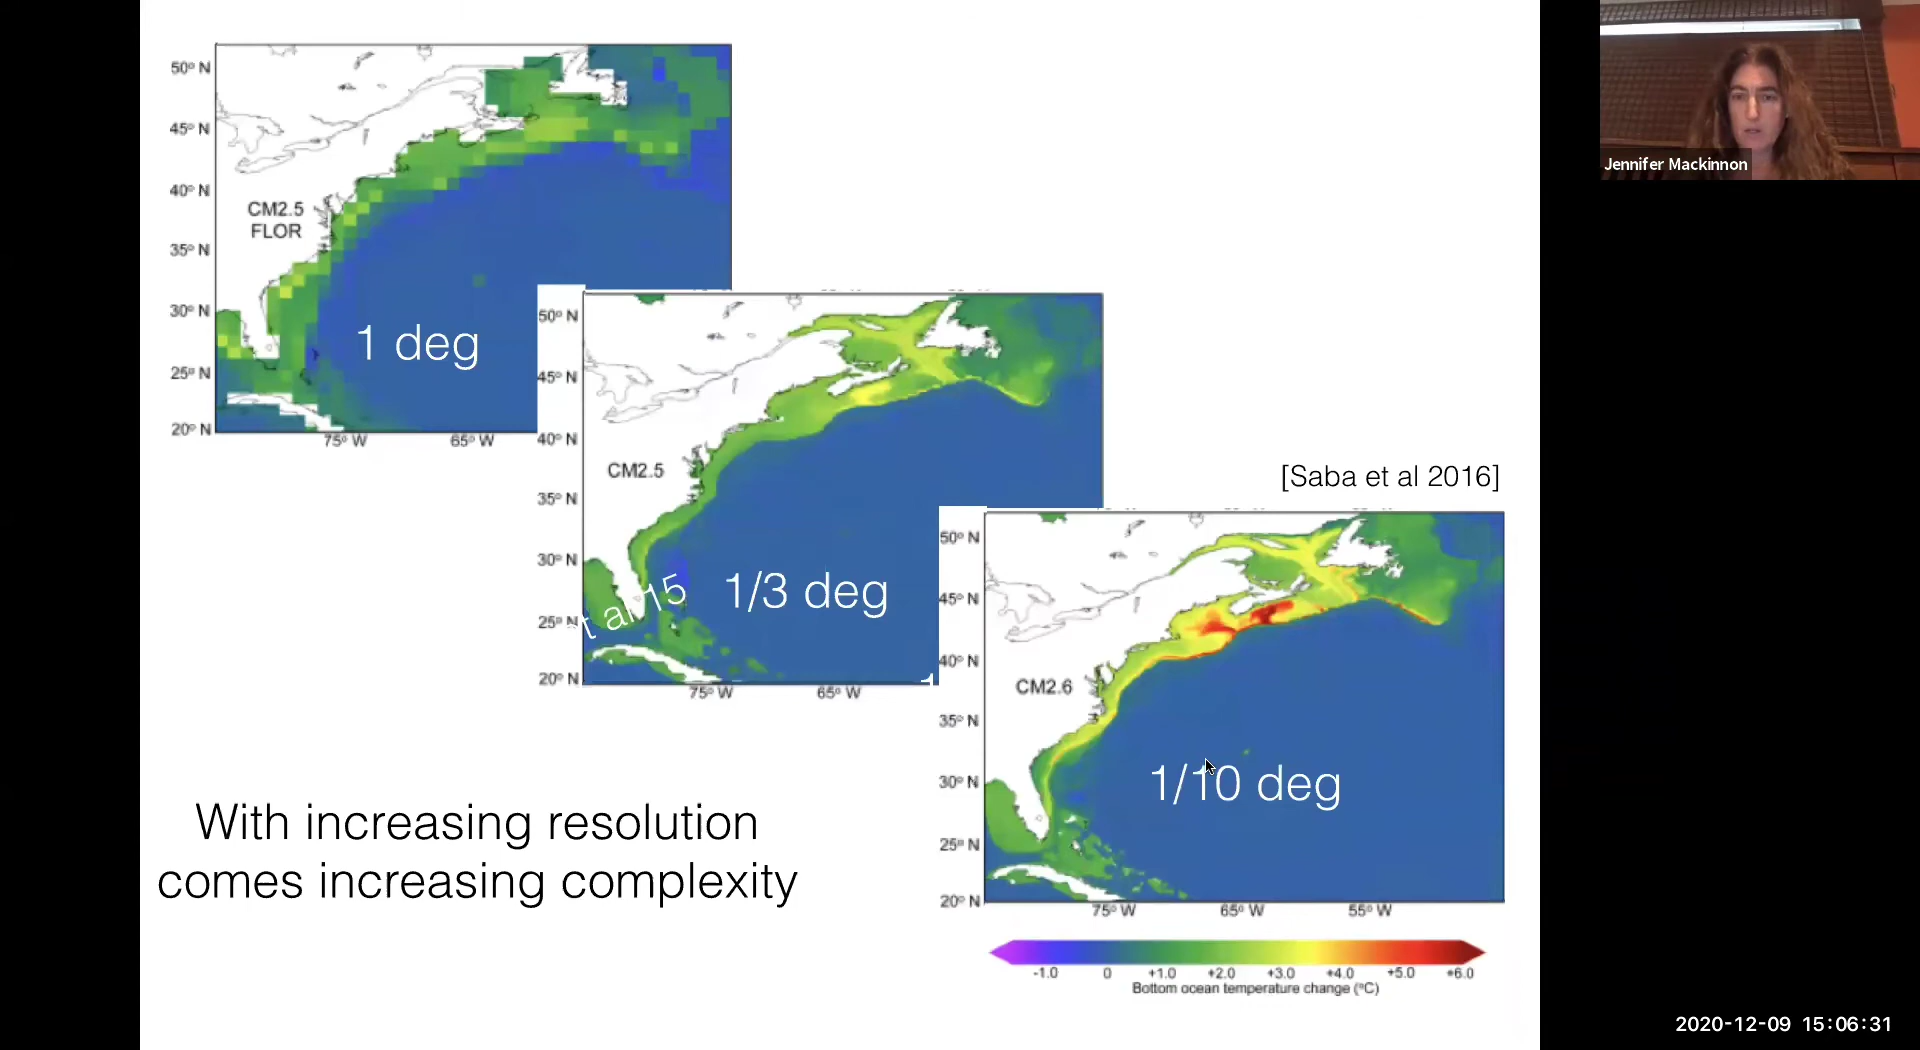 50° N
45° N
40° N
35° N
30° N
25° N
20° N
CM2.5
FLOR
1 deg
75° W
65° W
Jennifer Mackinnon
50° N
45° N
40° N
35° N
30° N
25° N
20° N
CM2.5
1/3 deg
t al 15
75° W
65° W
[Saba et al 2016]
50° N
45° N
40° N
35° N
30° N
25° N
20° N
CM2.6
1/10 deg
75° W
65° W
55° W
With increasing resolution
comes increasing complexity
-1.0 0 +1.0 +2.0 +3.0 +4.0 +5.0 +6.0
Bottom ocean temperature change (°C)
2020-12-09 15:06:31